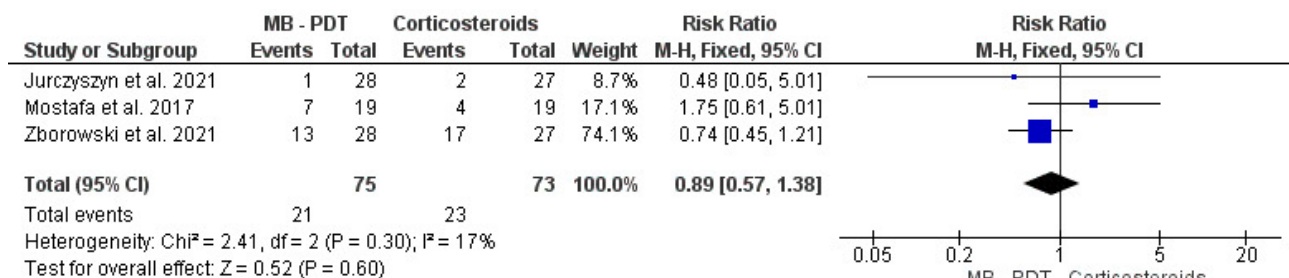 MB - PDT Corticosteroids Risk Ratio Risk Ratio
Study or Subgroup Events Total Events Total Weight M-H, Fixed, 95% CI M-H, Fixed, 95% CI
Jurczyszyn et al. 2021 1 28 2 27 8.7% 0.48 [0.05, 5.01]
Mostafa et al. 2017 7 19 4 19 17.1% 1.75 [0.61, 5.01]
Zborowski et al. 2021 13 28 17 27 74.1% 0.74 [0.45, 1.21]
Total (95% CI) 75 73 100.0% 0.89 [0.57, 1.38]
Total events 21 23
Heterogeneity: Chi² = 2.41, df = 2 (P = 0.30); I² = 17%
Test for overall effect: Z = 0.52 (P = 0.60)
0.05 0.2 1 5 20
MB - PDT Corticosteroids